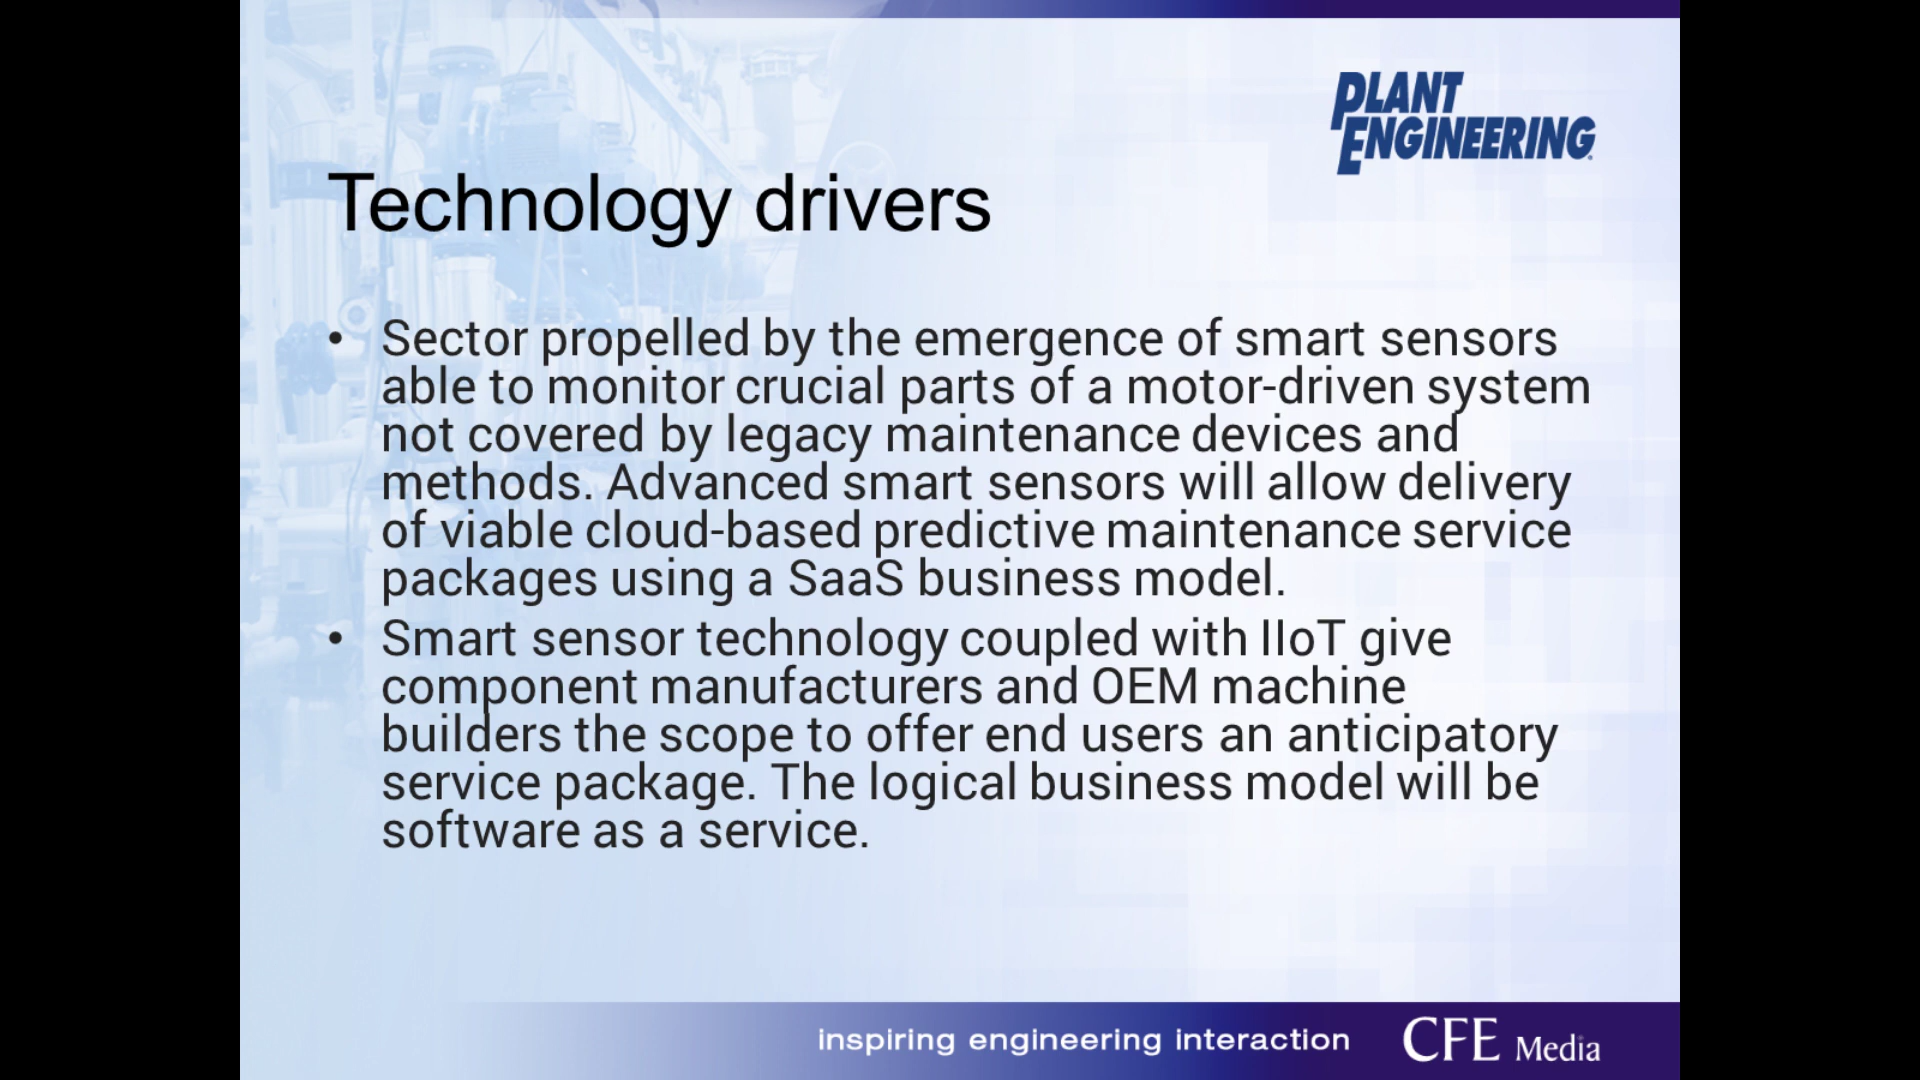 PLANT
ENGINEERING
Technology drivers
• Sector propelled by the emergence of smart sensors
able to monitor crucial parts of a motor-driven system
not covered by legacy maintenance devices and
methods. Advanced smart sensors will allow delivery
of viable cloud-based predictive maintenance service
packages using a SaaS business model.
• Smart sensor technology coupled with IIoT give
component manufacturers and OEM machine
builders the scope to offer end users an anticipatory
service package. The logical business model will be
software as a service.
inspiring engineering interaction
CFE Media